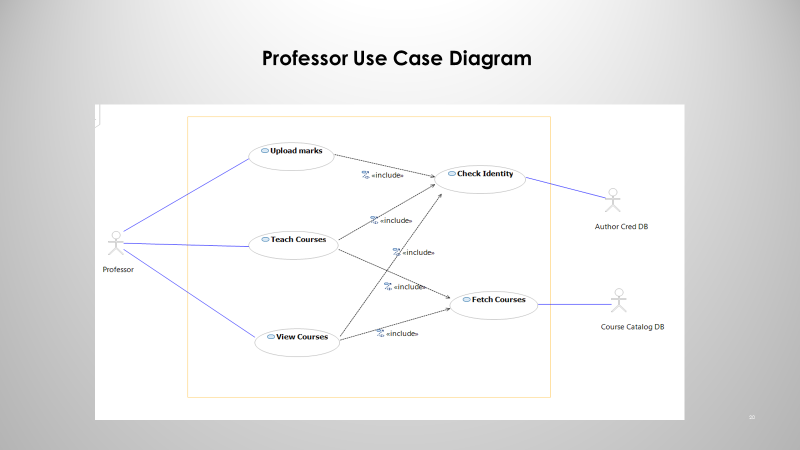 Professor Use Case Diagram
Upload marks
«include»
Check Identity
Author Cred DB
«include»
Teach Courses
«include»
Professor
«include»
Fetch Courses
Course Catalog DB
«include»
View Courses